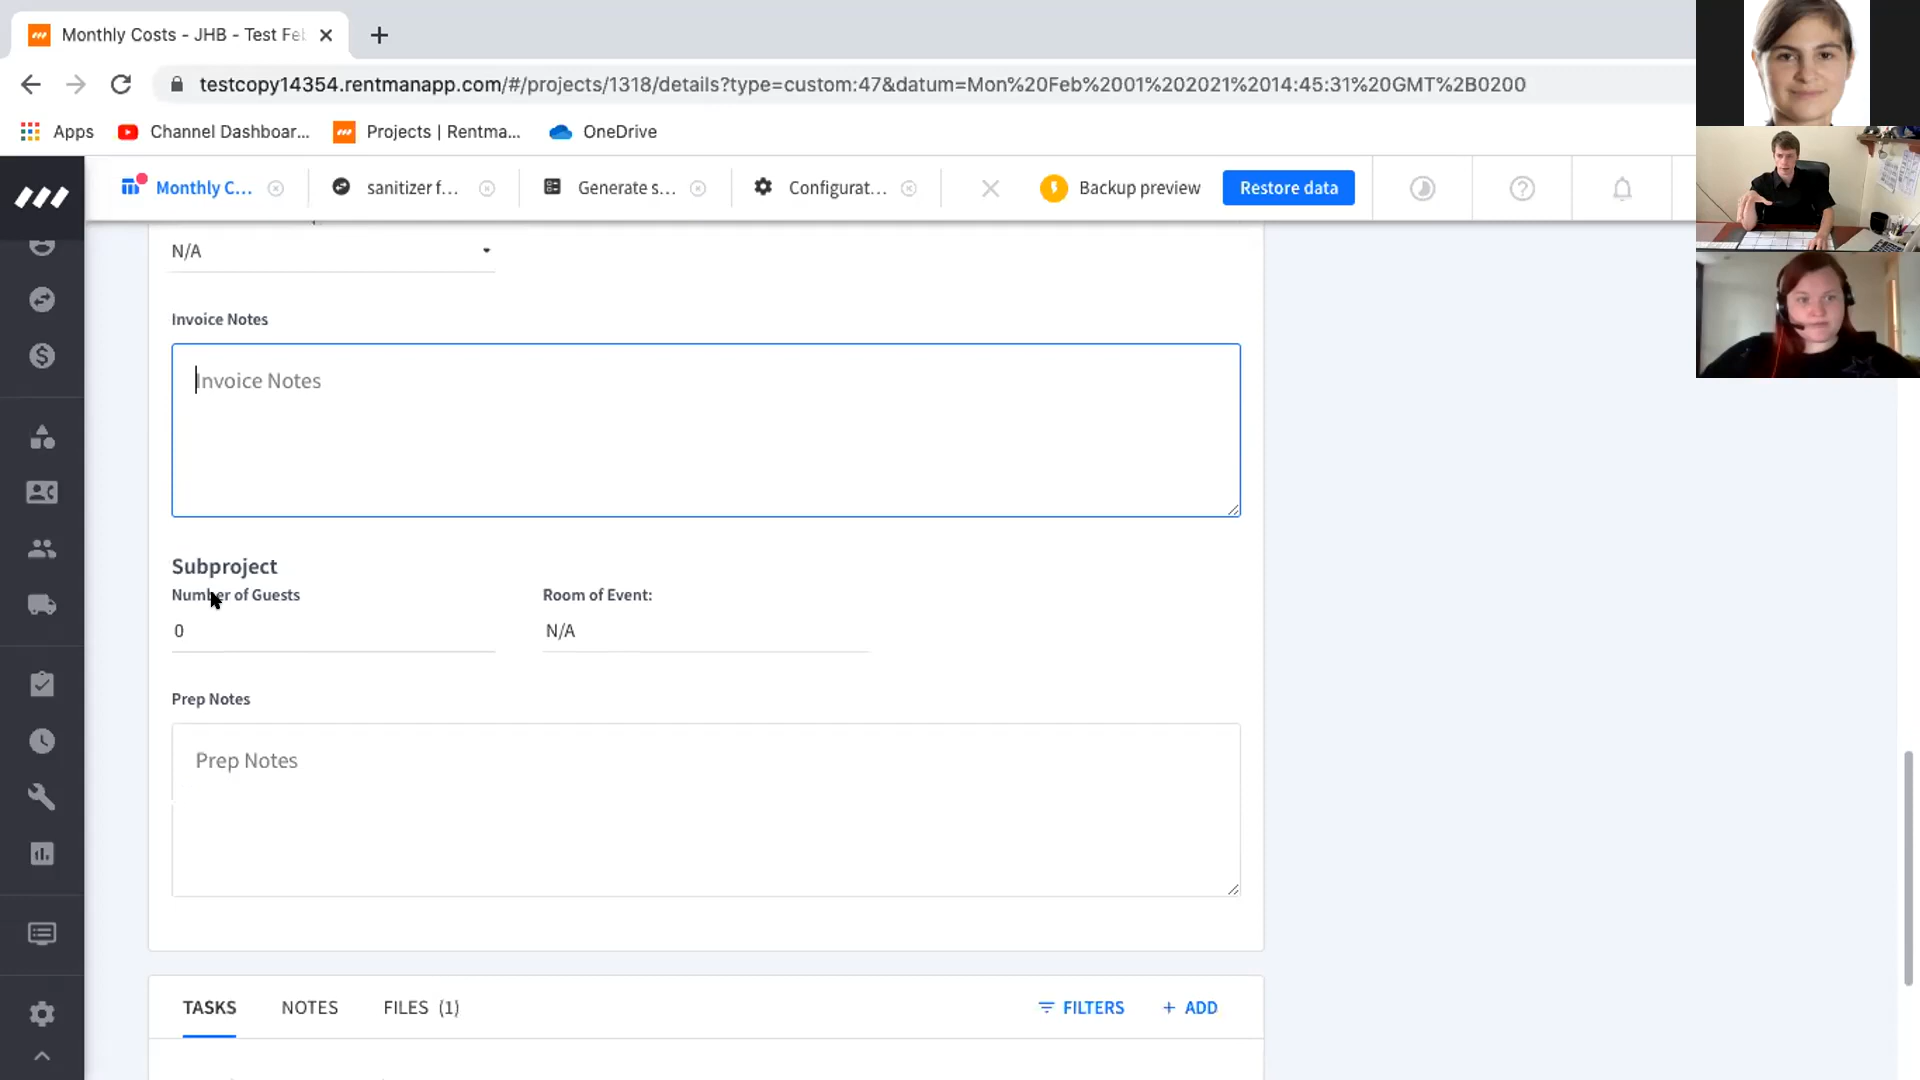 Monthly Costs - JHB - Test Feb
testcopy14354.rentmanapp.com/#/projects/1318/details?type=custom:47&datum=Mon%20Feb%2001%202021%2014:45:31%20GMT%2B0200
Apps Channel Dashboar... Projects | Rentma... OneDrive
Monthly C... sanitizer f... Generate s... Configurat... Backup preview Restore data
N/A
Invoice Notes
Invoice Notes
Subproject
Number of Guests Room of Event:
0 N/A
Prep Notes
Prep Notes
TASKS NOTES FILES (1) FILTERS + ADD